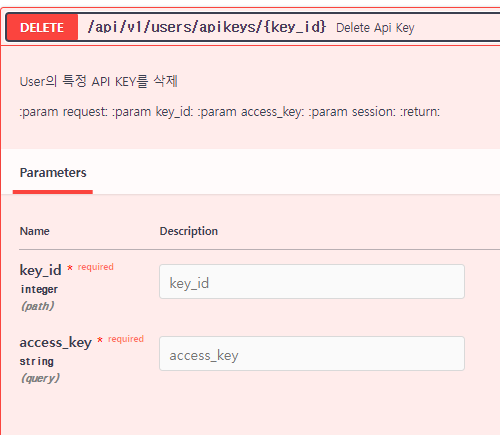 DELETE /api/v1/users/apikeys/{key_id} Delete Api Key
User의 특정 API KEY를 삭제
:param request: :param key_id: :param access_key: :param session: :return:
Parameters
Name Description
key_id * required
integer
(path)
key_id
access_key * required
string
(query)
access_key